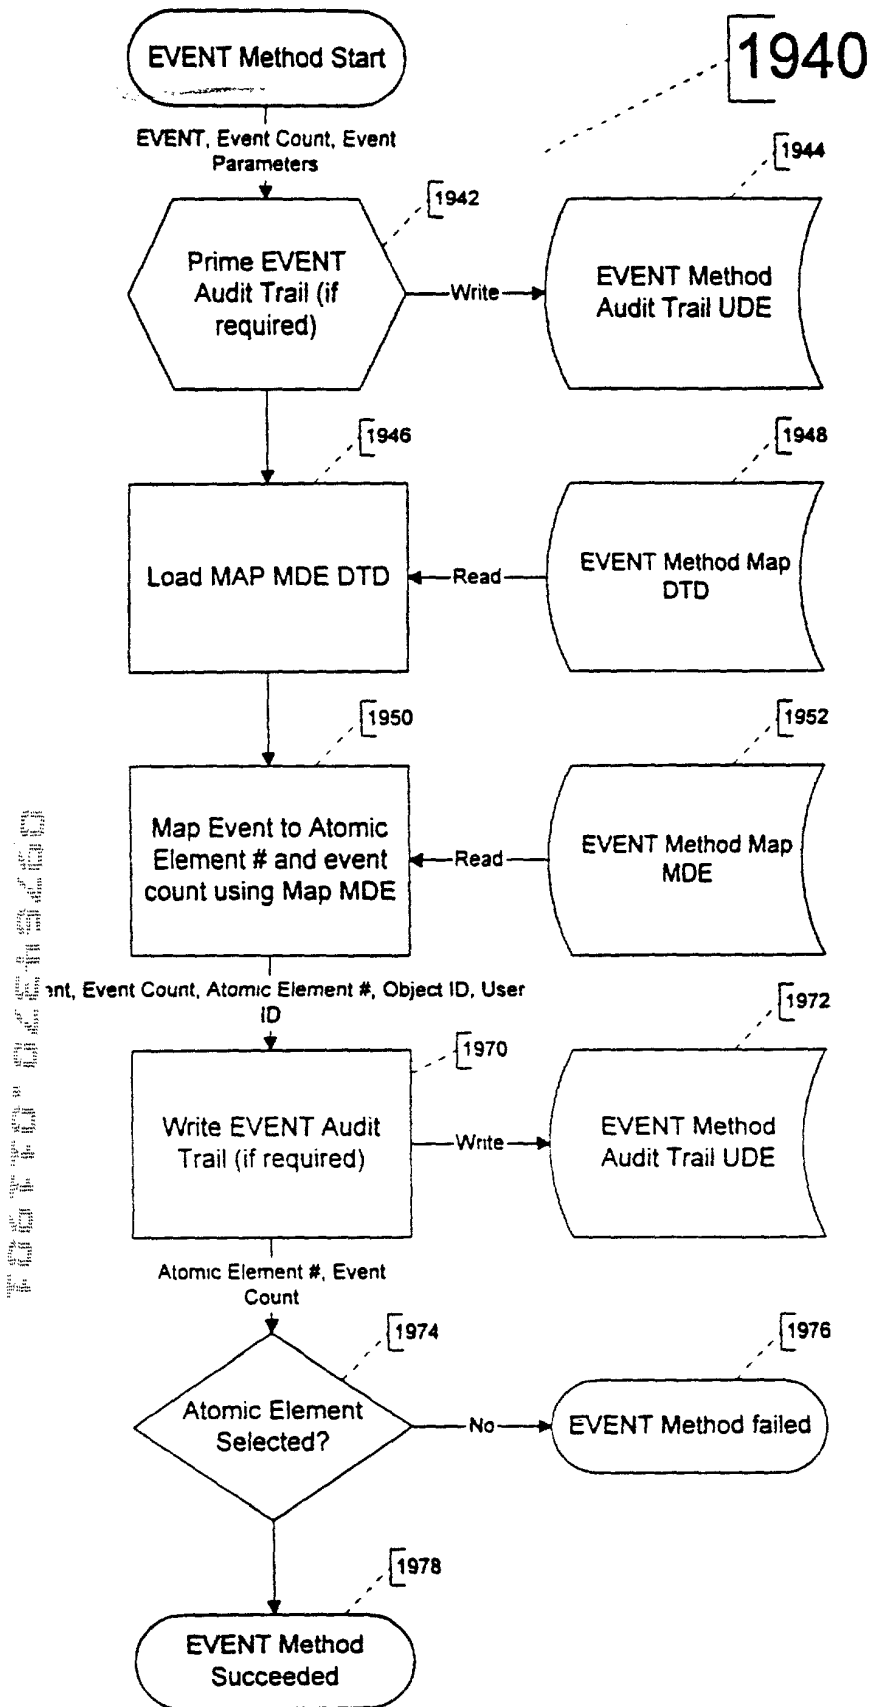 EVENT Method Start
1940
EVENT, Event Count, Event
Parameters
1942
1944
Prime EVENT
Audit Trail (if
required)
Write
EVENT Method
Audit Trail UDE
1946
1948
Load MAP MDE DTD
Read
EVENT Method Map
DTD
1950
1952
Map Event to Atomic
Element # and event
count using Map MDE
Read
EVENT Method Map
MDE
ent, Event Count, Atomic Element #, Object ID, User
ID
1970
1972
Write EVENT Audit
Trail (if required)
Write
EVENT Method
Audit Trail UDE
Atomic Element #, Event
Count
1974
1976
Atomic Element
Selected?
No
EVENT Method failed
1978
EVENT Method
Succeeded